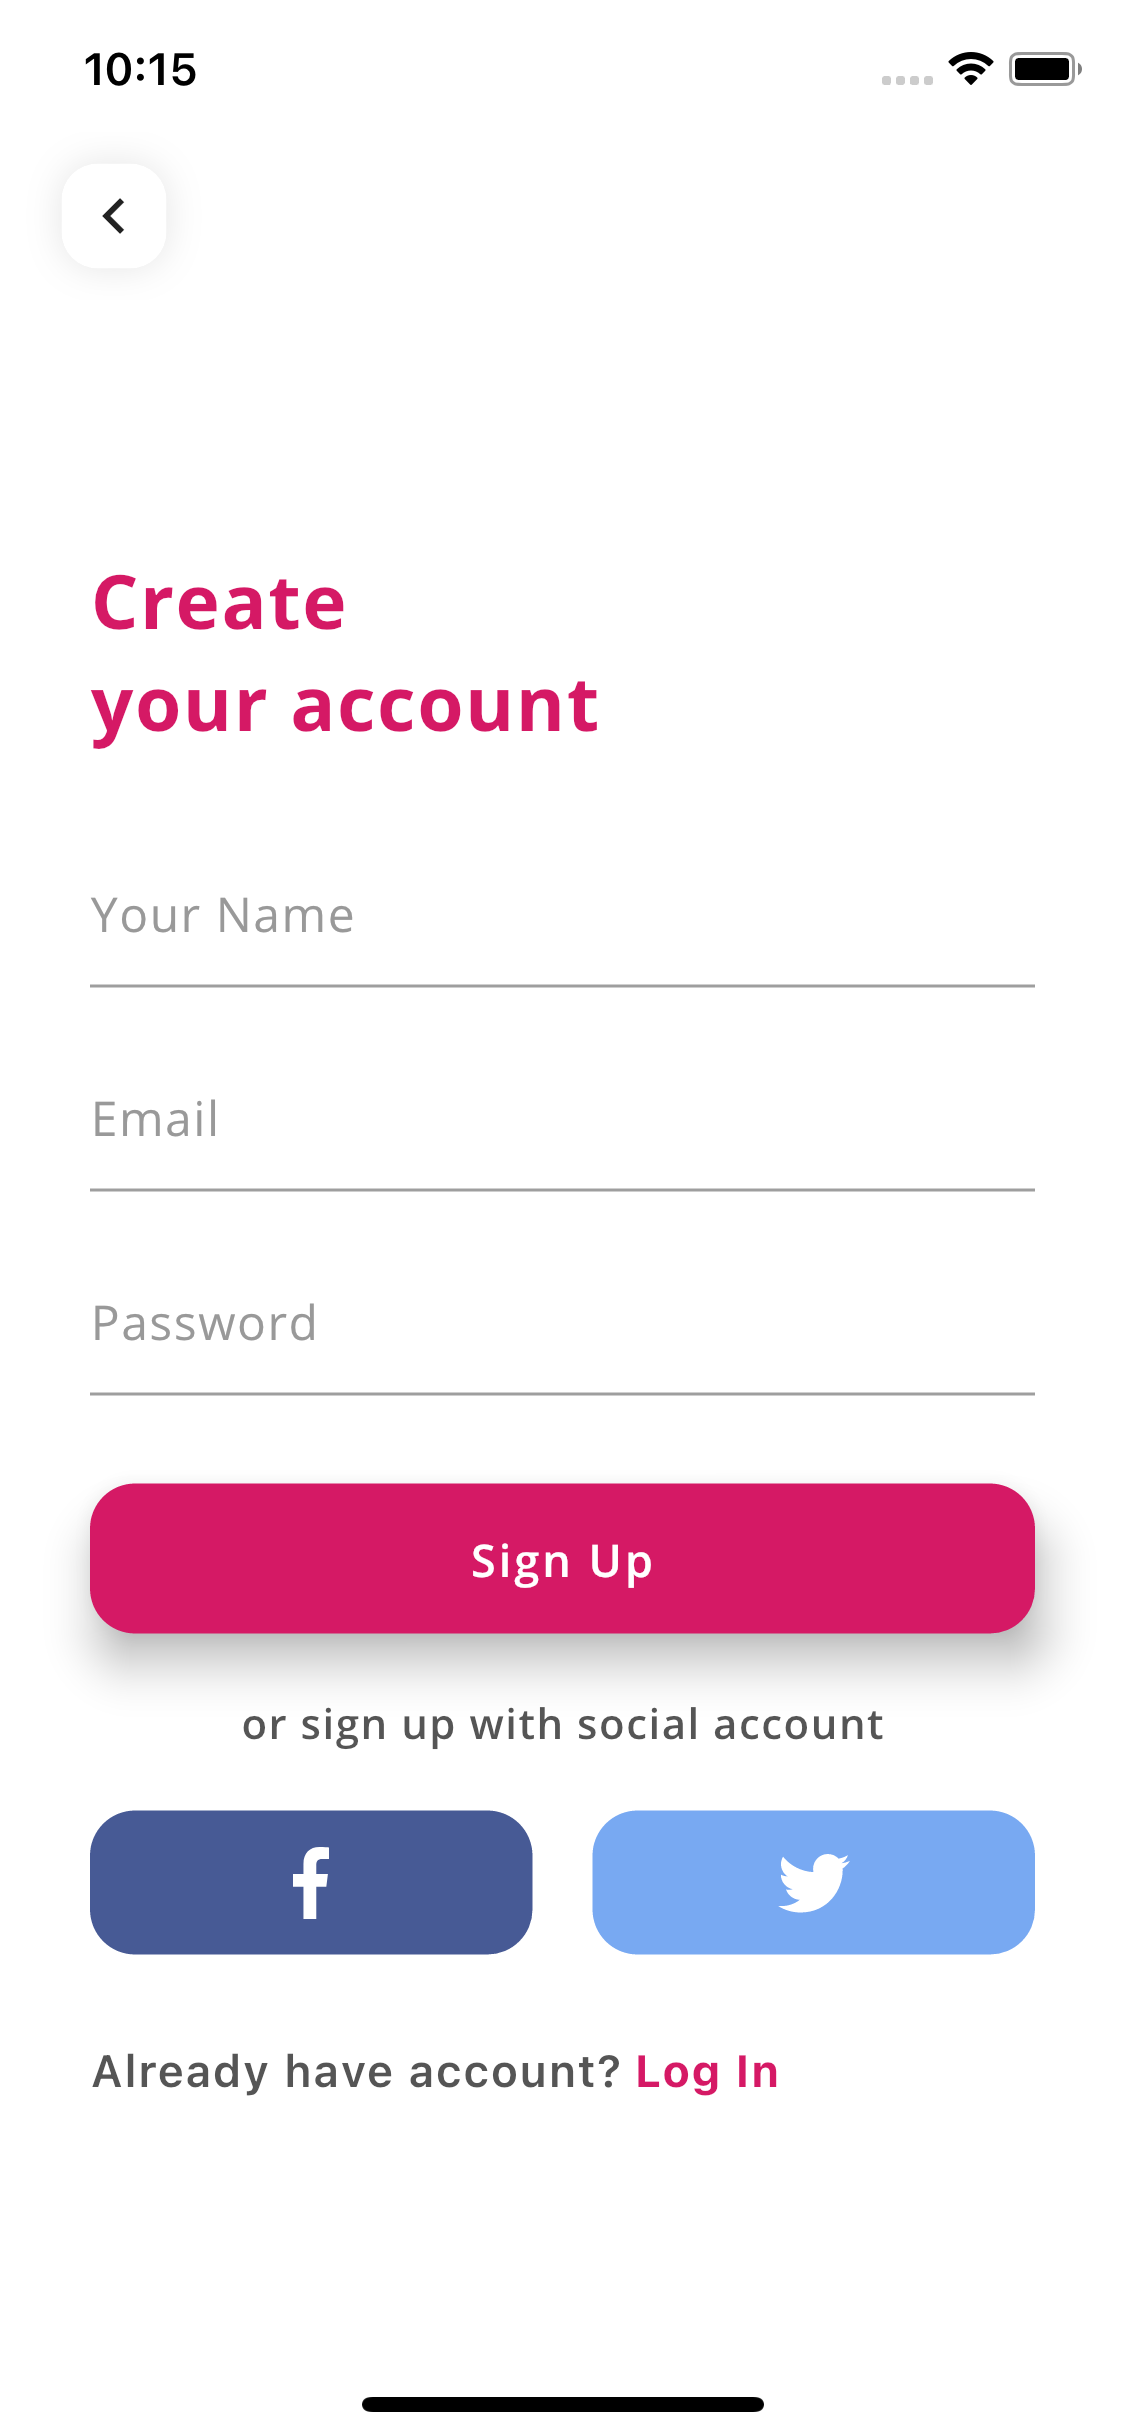 10:15
Create
your account
Your Name
Email
Password
Sign Up
or sign up with social account
Already have account? Log In